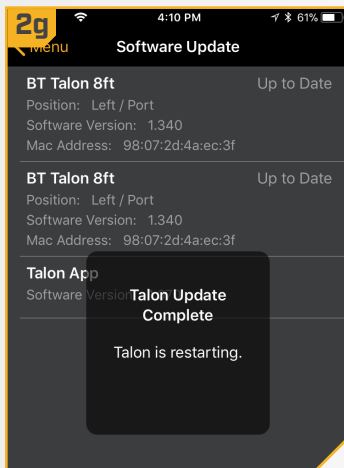 2g
4:10 PM 61%
Menu Software Update
BT Talon 8ft Up to Date
Position: Left / Port
Software Version: 1.340
Mac Address: 98:07:2d:4a:ec:3f
BT Talon 8ft Up to Date
Position: Left / Port
Software Version: 1.340
Mac Address: 98:07:2d:4a:ec:3f
Talon App
Software Version
Talon Update
Complete
Talon is restarting.